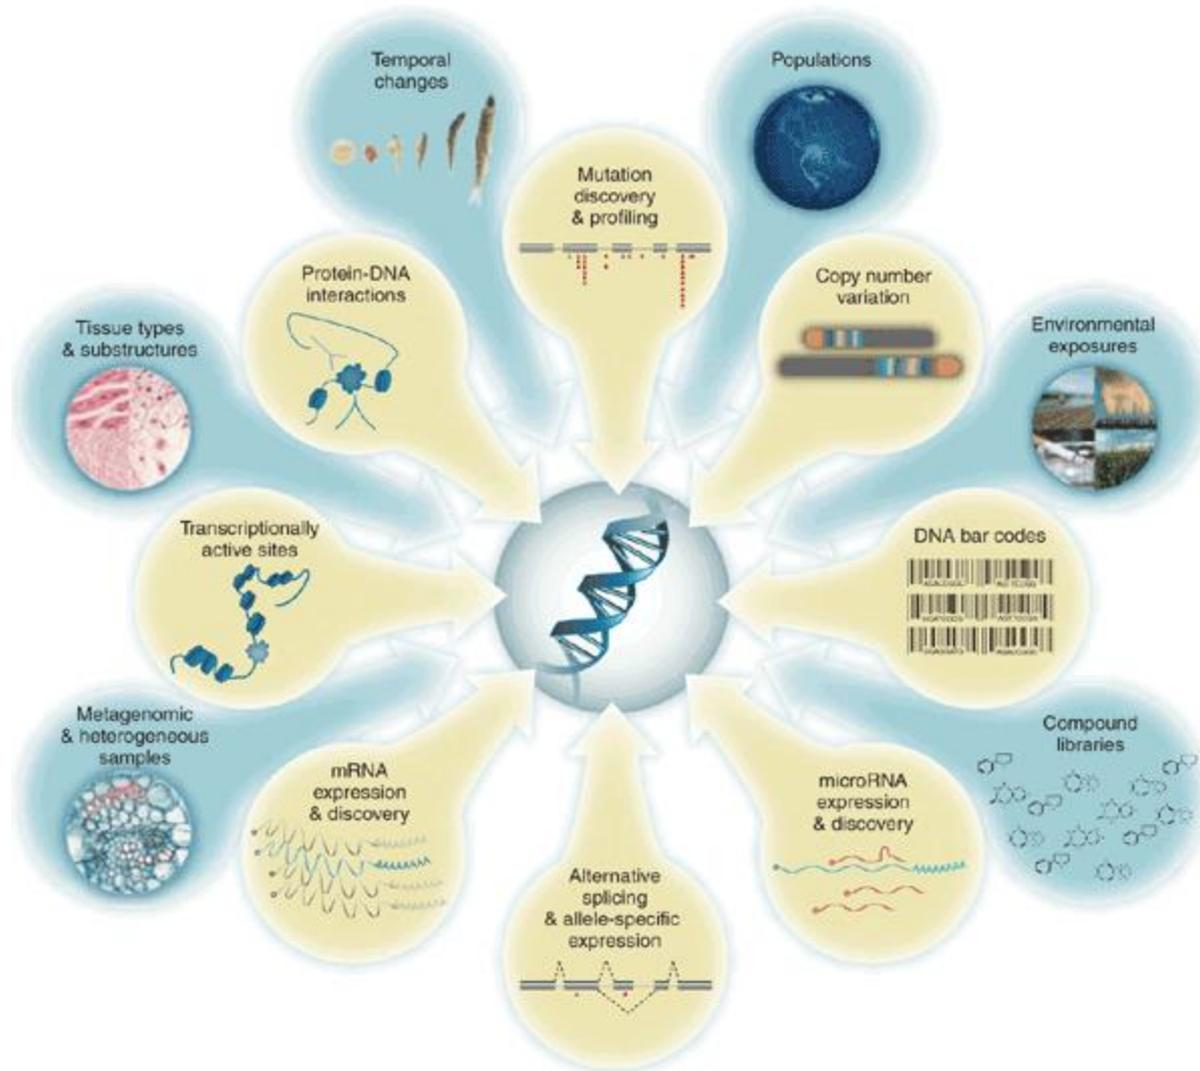 Temporal
changes
Populations
Mutation
discovery
& profiling
Protein-DNA
interactions
Copy number
variation
Tissue types
& substructures
Environmental
exposures
Transcriptionally
active sites
DNA bar codes
Metagenomic
& heterogeneous
samples
mRNA
expression
& discovery
Alternative
splicing
& allele-specific
expression
microRNA
expression
& discovery
Compound
libraries